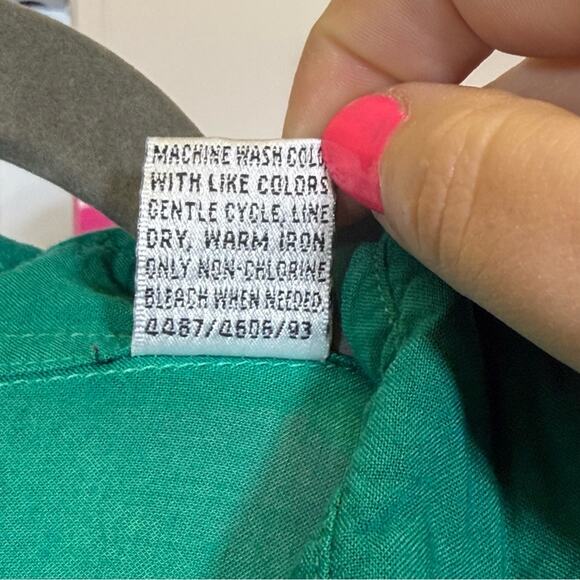 MACHINE WASH COLD
WITH LIKE COLORS
GENTLE CYCLE, LINE
DRY, WARM IRON
ONLY NON-CHLORINE
BLEACH WHEN NEEDED
4487/4606/93